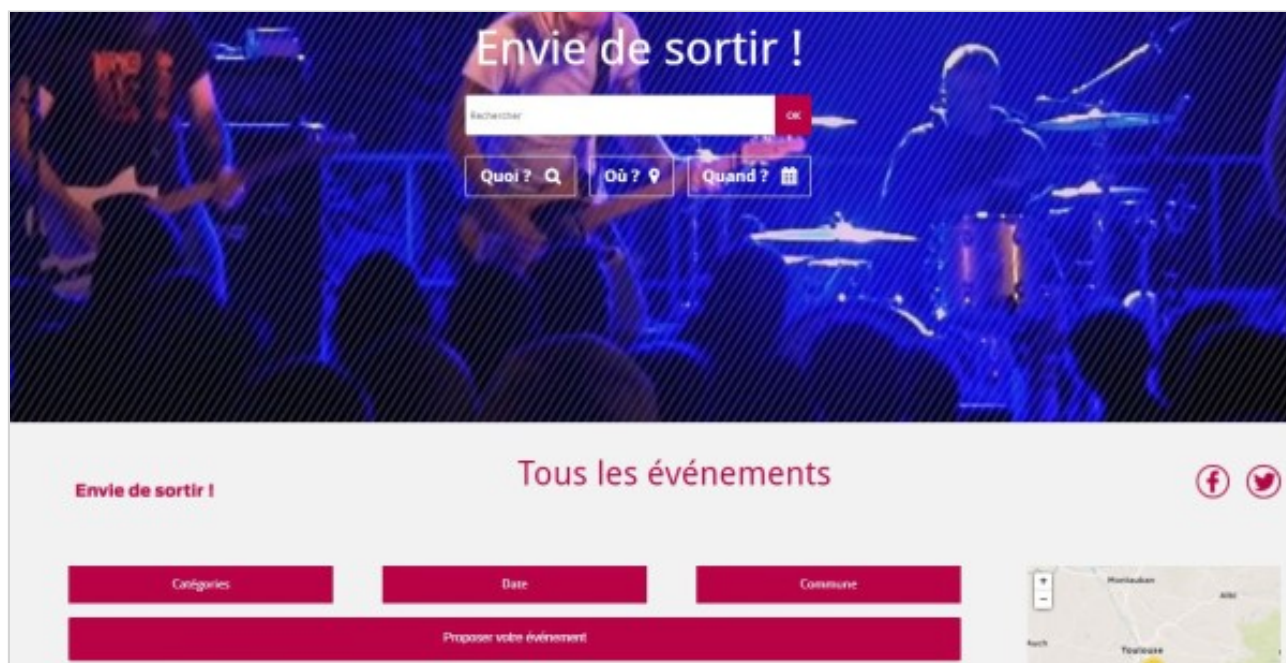 Envie de sortir !
Rechercher OK
Quoi ? Où ? Quand ?
Tous les événements
Envie de sortir !
Catégories Date Commune
Proposer votre événement
+
−
Montauban
Albi
Auch
Toulouse